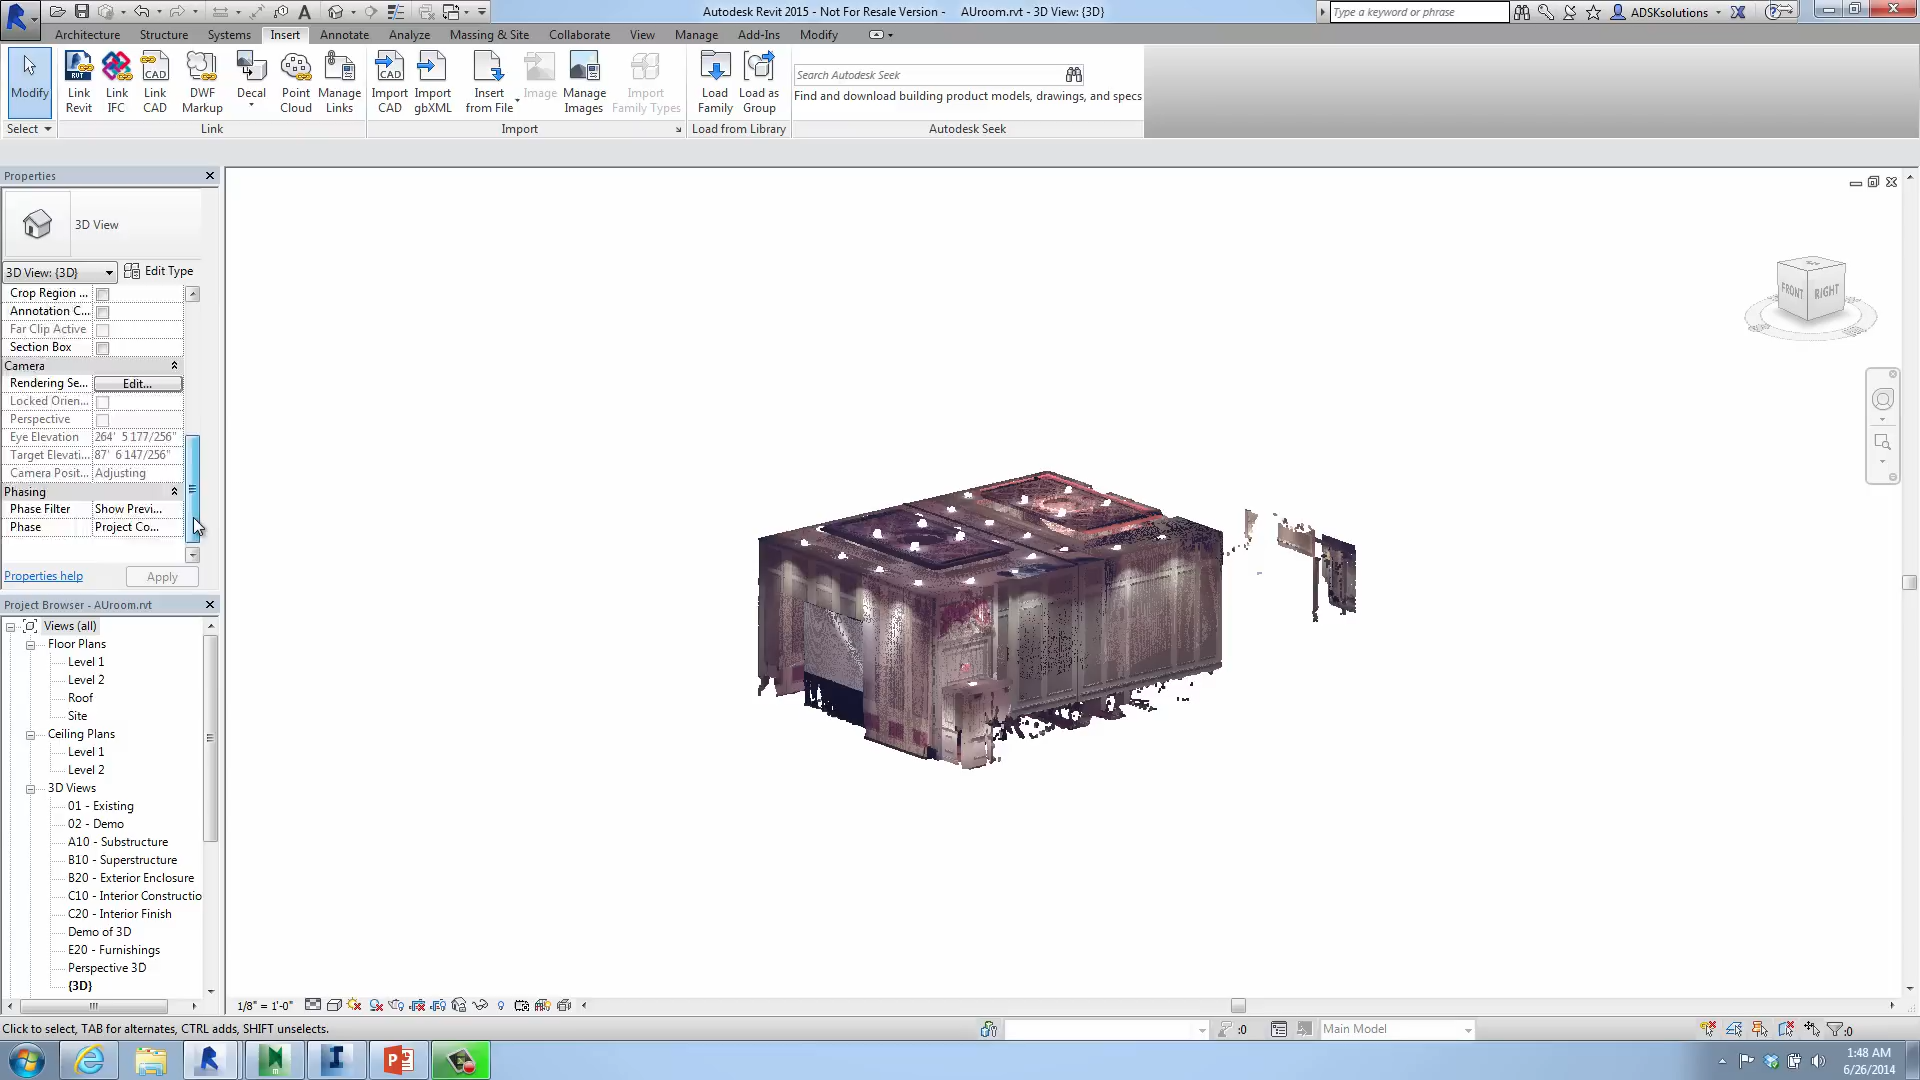 Autodesk Revit 2015 - Not For Resale Version - AUroom.rvt - 3D View: {3D}
Type a keyword or phrase
ADSKsolutions
Architecture Structure Systems Insert Annotate Analyze Massing & Site Collaborate View Manage Add-Ins Modify
Modify
Link Revit
Link IFC
Link CAD
DWF Markup
Decal
Point Cloud
Manage Links
Import CAD
Import gbXML
Insert from File
Image
Manage Images
Import Family Types
Load Family
Load as Group
Search Autodesk Seek
Find and download building product models, drawings, and specs
Select Link Import Load from Library Autodesk Seek
Properties
3D View
3D View: {3D} Edit Type
Crop Region ...
Annotation C...
Far Clip Active
Section Box
Camera
Rendering Se... Edit...
Locked Orien...
Perspective
Eye Elevation 264' 5 177/256"
Target Elevati... 87' 6 147/256"
Camera Posit... Adjusting
Phasing
Phase Filter Show Previ...
Phase Project Co...
Properties help Apply
Project Browser - AUroom.rvt
Views (all)
Floor Plans
Level 1
Level 2
Roof
Site
Ceiling Plans
Level 1
Level 2
3D Views
01 - Existing
02 - Demo
A10 - Substructure
B10 - Superstructure
B20 - Exterior Enclosure
C10 - Interior Constructio
C20 - Interior Finish
Demo of 3D
E20 - Furnishings
Perspective 3D
{3D}
FRONT RIGHT
1/8" = 1'-0"
Click to select, TAB for alternates, CTRL adds, SHIFT unselects.
:0
Main Model
:0
1:48 AM
6/26/2014